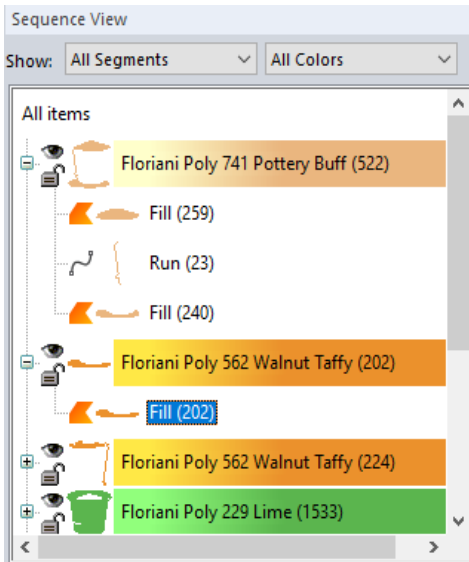 Sequence View
Show: All Segments All Colors
All items
Floriani Poly 741 Pottery Buff (522)
Fill (259)
Run (23)
Fill (240)
Floriani Poly 562 Walnut Taffy (202)
Fill (202)
Floriani Poly 562 Walnut Taffy (224)
Floriani Poly 229 Lime (1533)